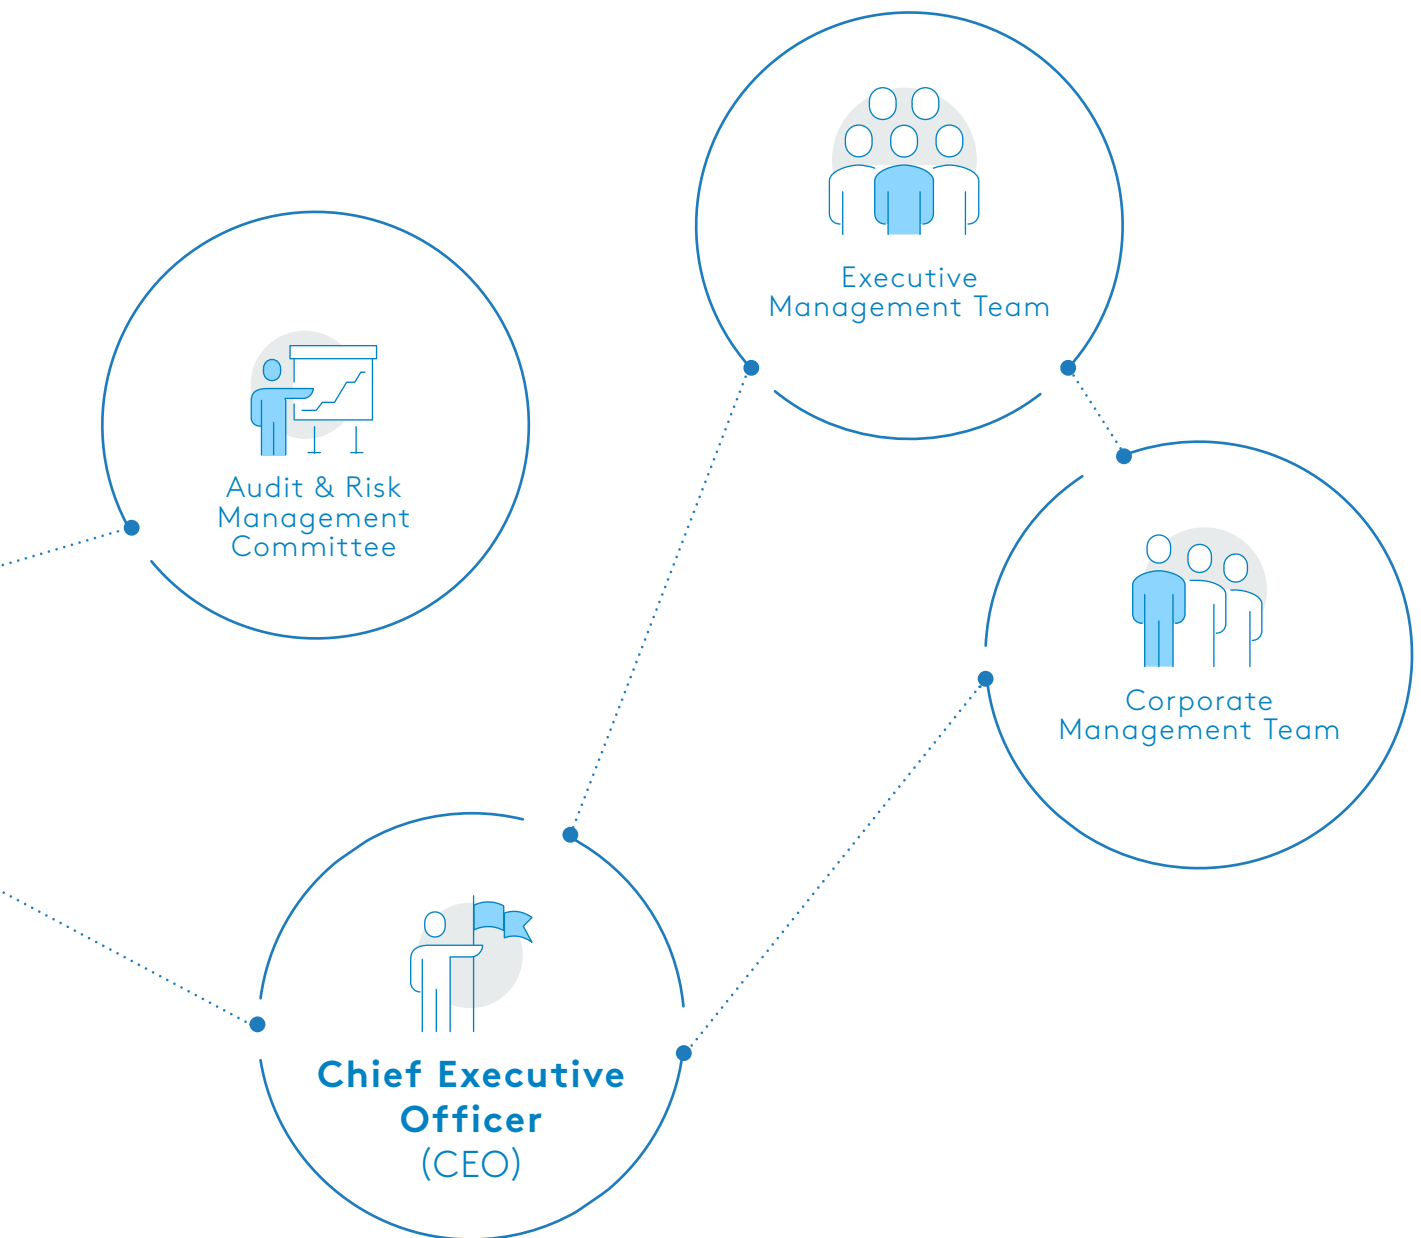 Executive
Management Team
Audit & Risk
Management
Committee
Corporate
Management Team
Chief Executive
Officer
(CEO)